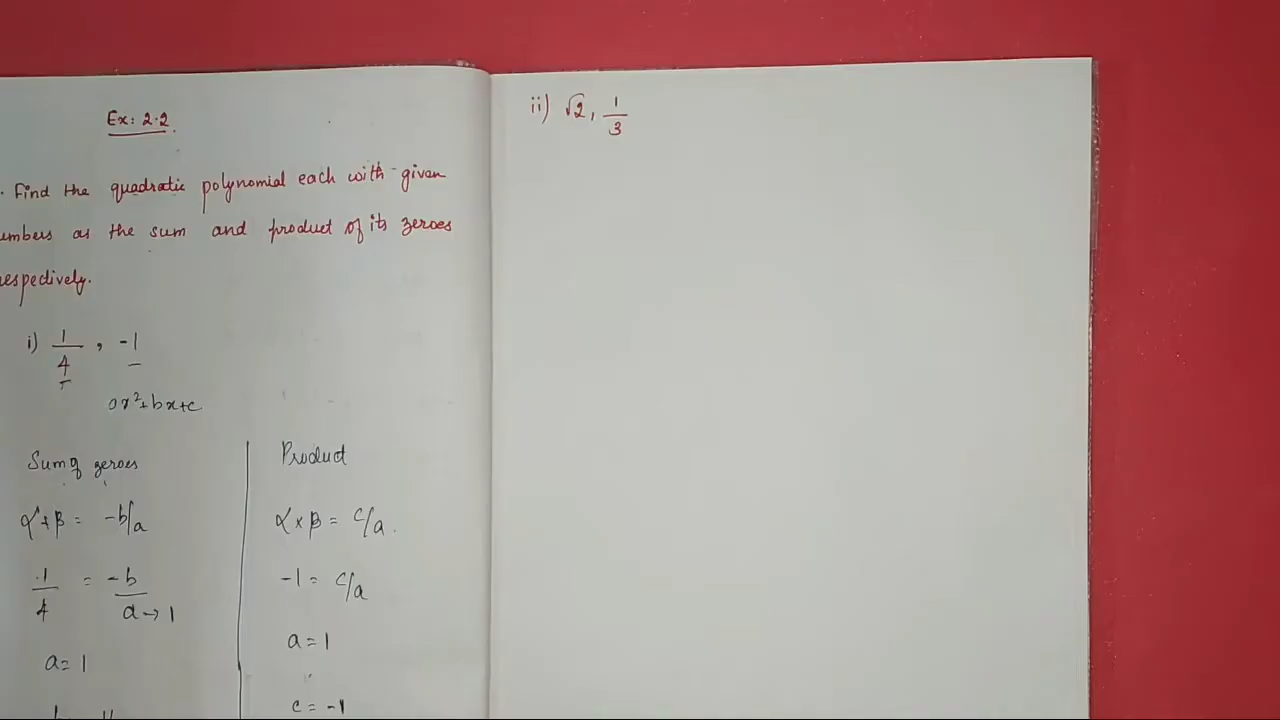 Ex: 2.2
. Find the quadratic polynomial each with given
umbers as the sum and product of its zeroes
respectively.
i) 1/4 , -1
ax²+bx+c
Sum of zeroes
α+β = -b/a
1/4 = -b/a→1
a=1
Product
α×β = c/a.
-1= c/a
a=1
c=-1
ii) √2, 1/3